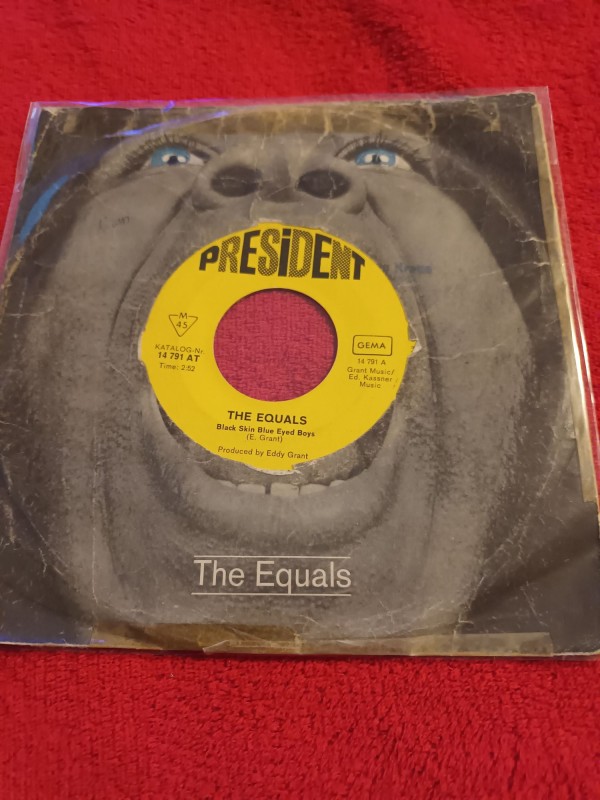 PRESiDENT
M
45
KATALOG-Nr.
14 791 AT
Time: 2:52
GEMA
14 791 A
Grant Music/
Ed. Kassner
Music
THE EQUALS
Black Skin Blue Eyed Boys
(E. Grant)
Produced by Eddy Grant
The Equals